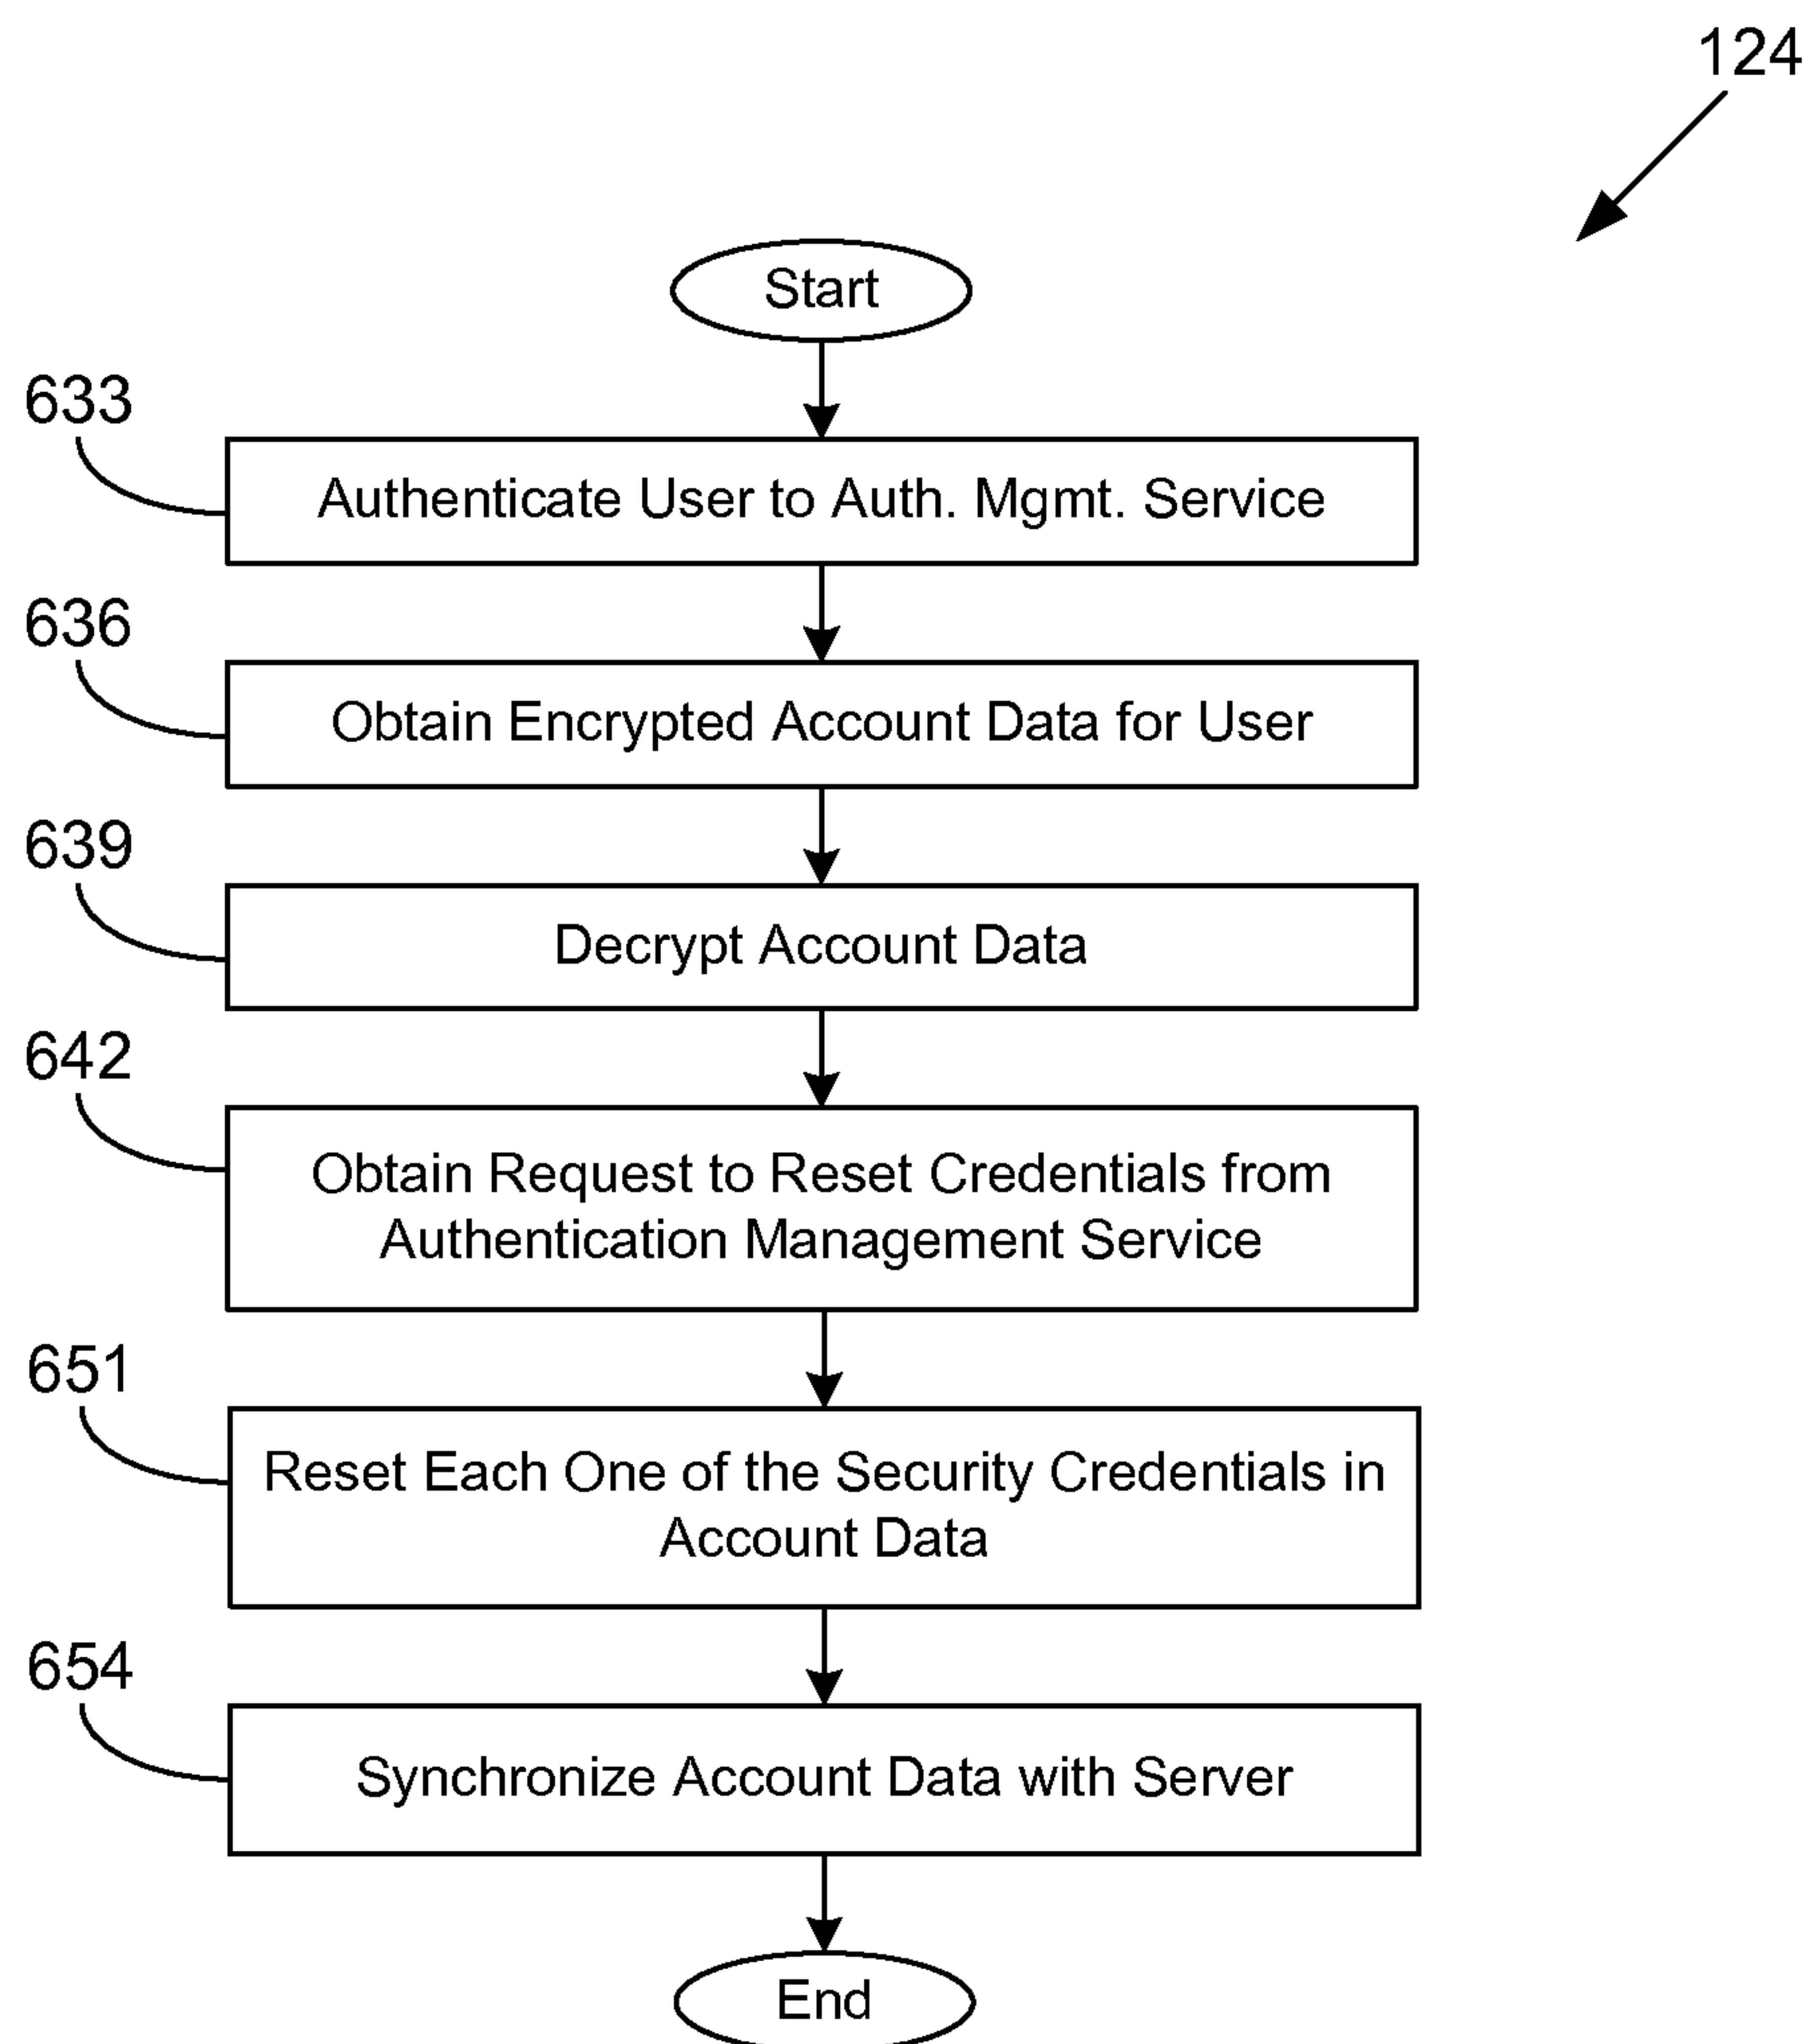 124
Start
633
Authenticate User to Auth. Mgmt. Service
636
Obtain Encrypted Account Data for User
639
Decrypt Account Data
642
Obtain Request to Reset Credentials from
Authentication Management Service
651
Reset Each One of the Security Credentials in
Account Data
654
Synchronize Account Data with Server
End